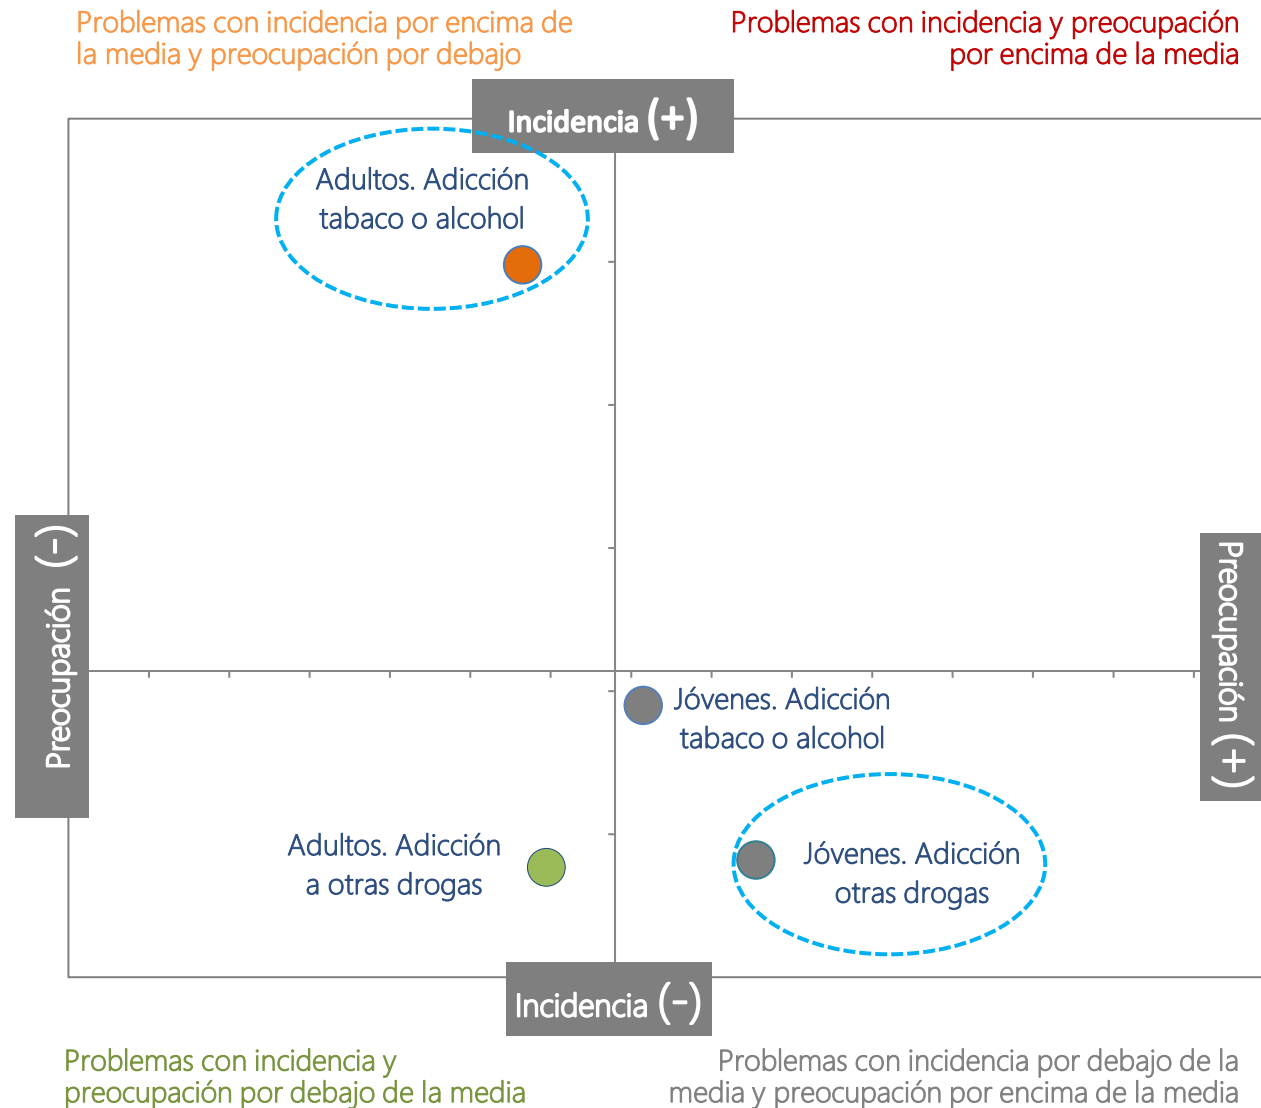 Problemas con incidencia por encima de
la media y preocupación por debajo
Problemas con incidencia y preocupación
por encima de la media
Incidencia (+)
Adultos. Adicción
tabaco o alcohol
Preocupación (-)
Preocupación (+)
Jóvenes. Adicción
tabaco o alcohol
Adultos. Adicción
a otras drogas
Jóvenes. Adicción
otras drogas
Incidencia (-)
Problemas con incidencia y
preocupación por debajo de la media
Problemas con incidencia por debajo de la
media y preocupación por encima de la media